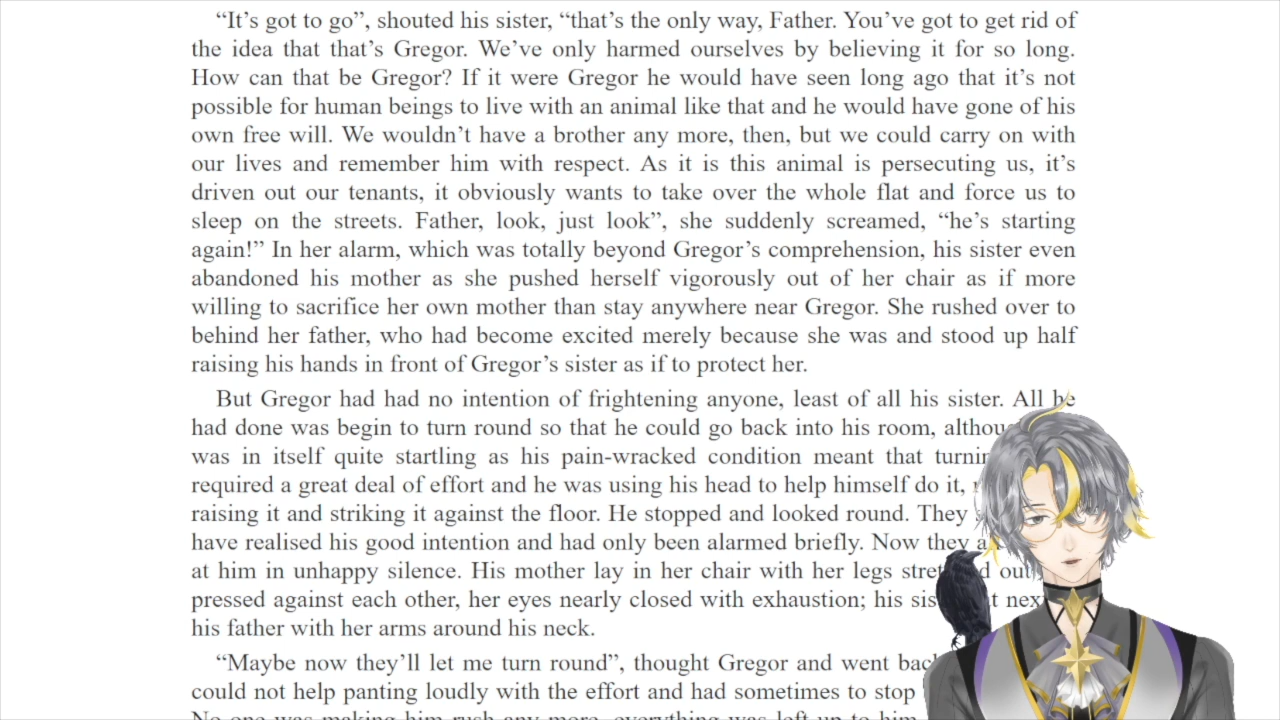 “It’s got to go”, shouted his sister, “that’s the only way, Father. You’ve got to get rid of
the idea that that’s Gregor. We’ve only harmed ourselves by believing it for so long.
How can that be Gregor? If it were Gregor he would have seen long ago that it’s not
possible for human beings to live with an animal like that and he would have gone of his
own free will. We wouldn’t have a brother any more, then, but we could carry on with
our lives and remember him with respect. As it is this animal is persecuting us, it’s
driven out our tenants, it obviously wants to take over the whole flat and force us to
sleep on the streets. Father, look, just look”, she suddenly screamed, “he’s starting
again!” In her alarm, which was totally beyond Gregor’s comprehension, his sister even
abandoned his mother as she pushed herself vigorously out of her chair as if more
willing to sacrifice her own mother than stay anywhere near Gregor. She rushed over to
behind her father, who had become excited merely because she was and stood up half
raising his hands in front of Gregor’s sister as if to protect her.
But Gregor had had no intention of frightening anyone, least of all his sister. All he
had done was begin to turn round so that he could go back into his room,
was in itself quite startling as his pain-wracked condition meant that
required a great deal of effort and he was using his head to help himself do it,
raising it and striking it against the floor. He stopped and looked round. They
have realised his good intention and had only been alarmed briefly. Now they
at him in unhappy silence. His mother lay in her chair with her legs
pressed against each other, her eyes nearly closed with exhaustion; his
his father with her arms around his neck.
“Maybe now they’ll let me turn round”, thought Gregor and went
could not help panting loudly with the effort and had sometimes to stop
No one was making him rush any more, everything was left up to him.